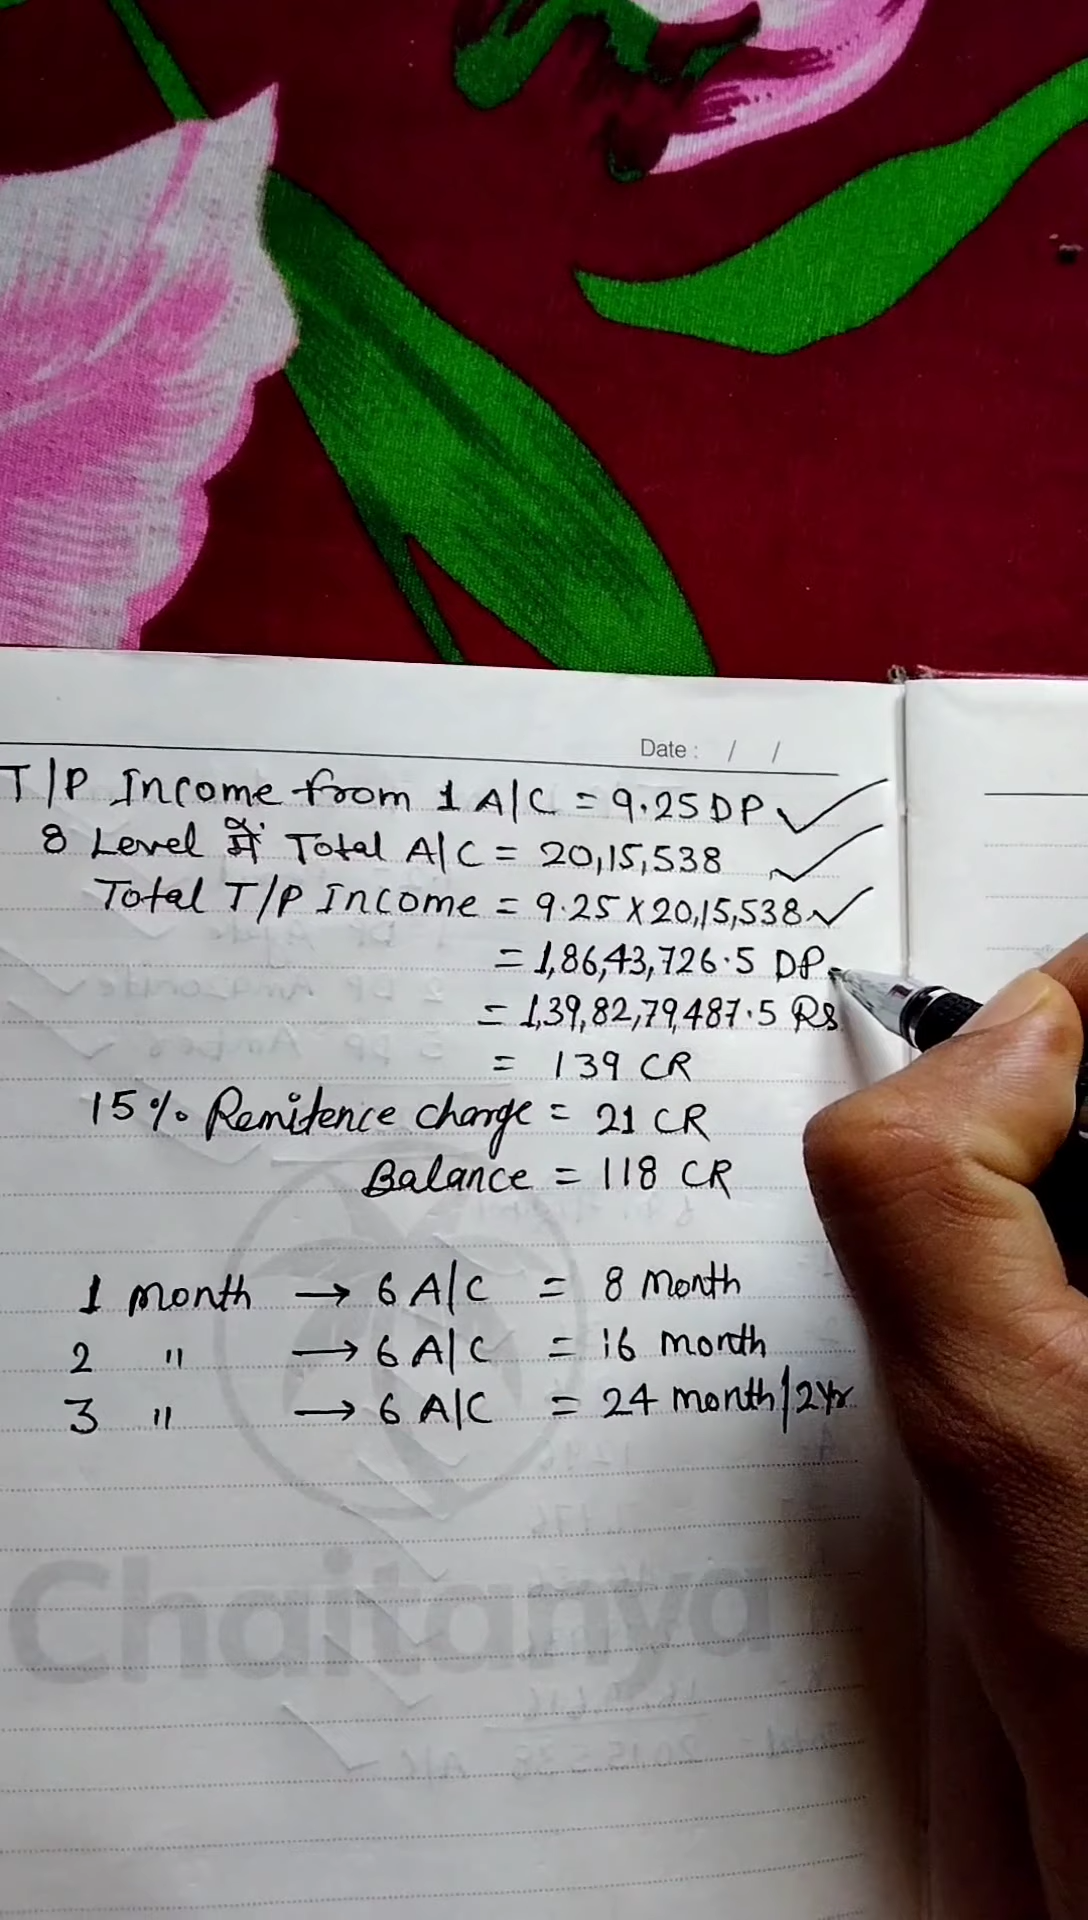 Date : / /
T/P Income from 1 A/C = 9.25 DP
8 Level में Total A/C = 20,15,538
Total T/P Income = 9.25 X 20,15,538
= 1,86,43,726.5 DP
= 1,39,82,79,487.5 Rs
= 139 CR
15% Remitence charge = 21 CR
Balance = 118 CR
1 month → 6 A/C = 8 month
2 " → 6 A/C = 16 month
3 " → 6 A/C = 24 month/2Yr
Chaitanya